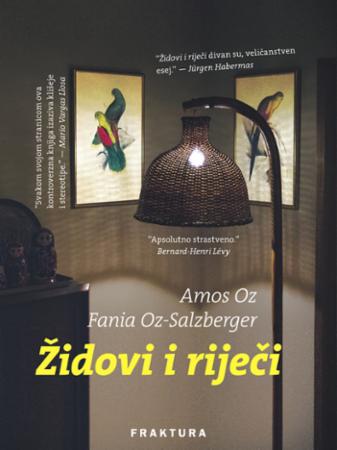 "Židovi i riječi divan su, veličanstven
esej." — Jürgen Habermas
"Svakom svojom stranicom ova
kontroverzna knjiga izaziva klišeje
i stereotipe." — Mario Vargas Llosa
"Apsolutno strastveno."
Bernard-Henri Lévy
Amos Oz
Fania Oz-Salzberger
Židovi i riječi
FRAKTURA